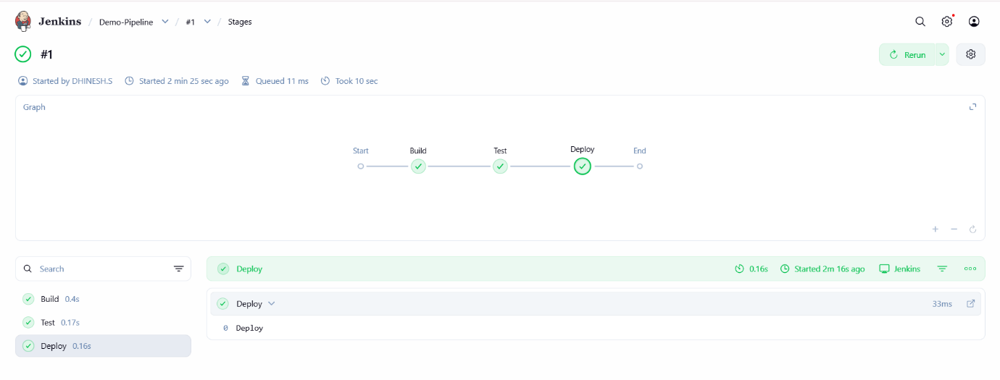 Jenkins / Demo-Pipeline / #1 / Stages
#1
Rerun
Started by DHINESH.S Started 2 min 25 sec ago Queued 11 ms Took 10 sec
Graph
Start Build Test Deploy End
Search
Deploy 0.16s Started 2m 16s ago Jenkins
Build 0.4s
Deploy 33ms
Test 0.17s
0 Deploy
Deploy 0.16s